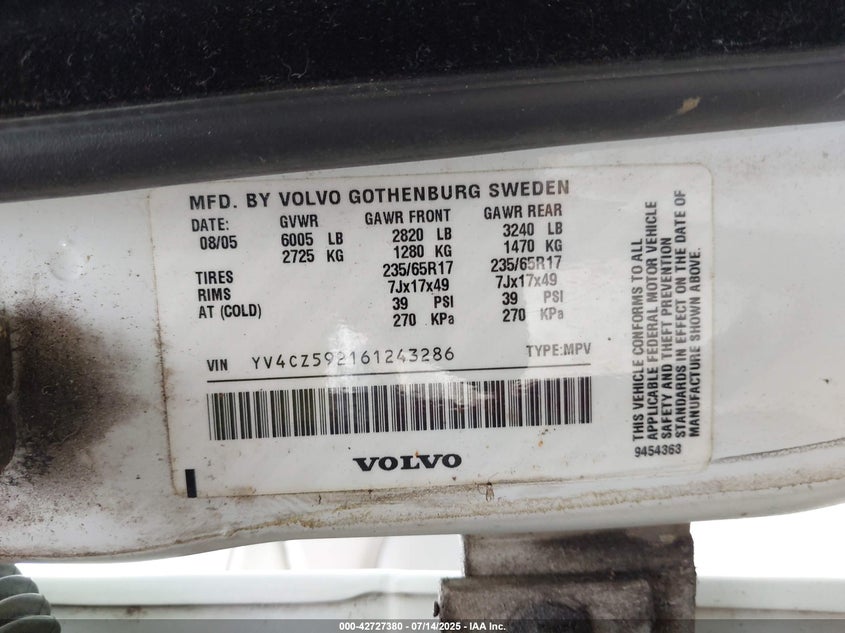 MFD. BY VOLVO GOTHENBURG SWEDEN
DATE: GVWR GAWR FRONT GAWR REAR
08/05 6005 LB 2820 LB 3240 LB
2725 KG 1280 KG 1470 KG
TIRES 235/65R17 235/65R17
RIMS 7Jx17x49 7Jx17x49
AT (COLD) 39 PSI 39 PSI
270 KPa 270 KPa
VIN YV4CZ592161243286 TYPE:MPV
VOLVO
THIS VEHICLE CONFORMS TO ALL
APPLICABLE FEDERAL MOTOR VEHICLE
SAFETY AND THEFT PREVENTION
STANDARDS IN EFFECT ON THE DATE OF
MANUFACTURE SHOWN ABOVE.
9454363
000-42727380 - 07/14/2025 - IAA Inc.